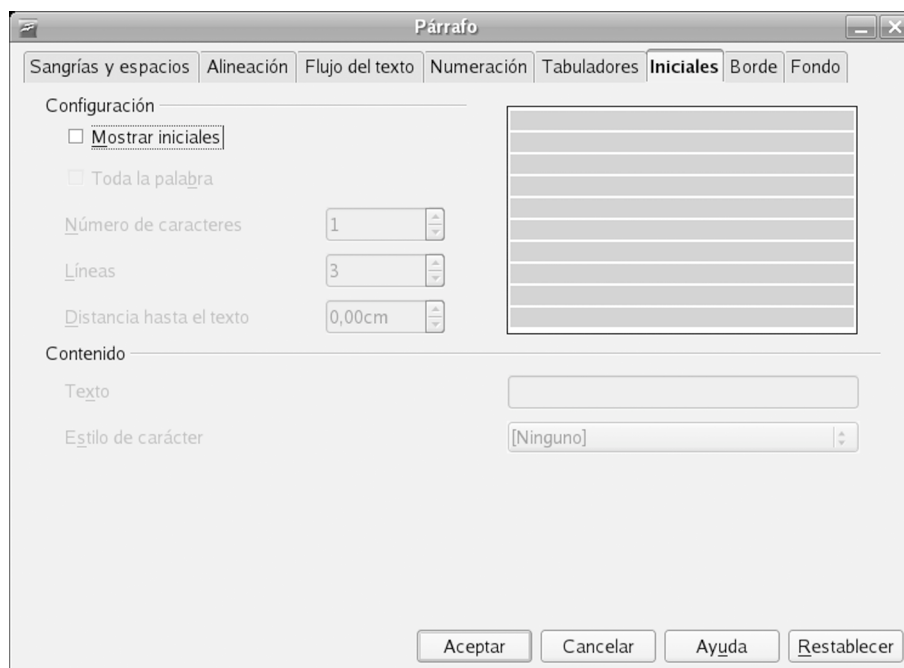 Párrafo
Sangrías y espacios Alineación Flujo del texto Numeración Tabuladores Iniciales Borde Fondo
Configuración
Mostrar iniciales
Toda la palabra
Número de caracteres 1
Líneas 3
Distancia hasta el texto 0,00cm
Contenido
Texto
Estilo de carácter [Ninguno]
Aceptar Cancelar Ayuda Restablecer